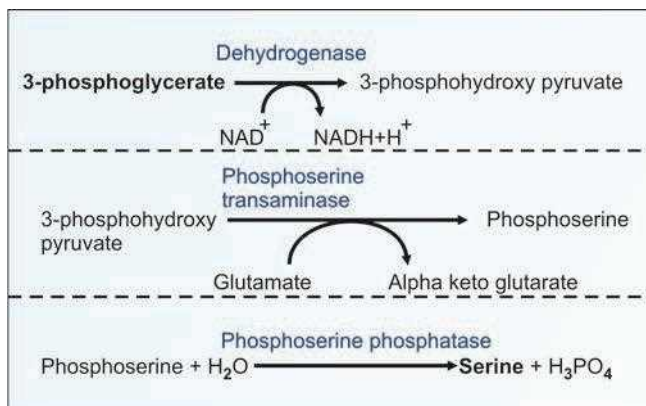 Dehydrogenase
3-phosphoglycerate 3-phosphohydroxy pyruvate
NAD+ NADH+H+
Phosphoserine
transaminase
3-phosphohydroxy Phosphoserine
pyruvate
Glutamate Alpha keto glutarate
Phosphoserine phosphatase
Phosphoserine + H2O Serine + H3PO4